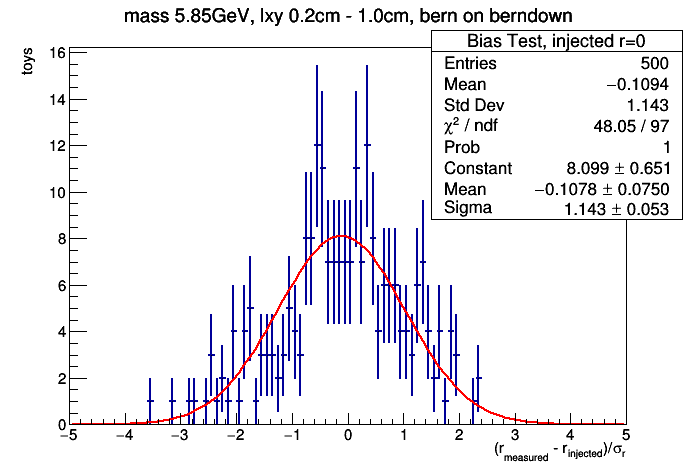 mass 5.85GeV, lxy 0.2cm - 1.0cm, bern on berndown
toys
Bias Test, injected r=0
Entries 500
Mean −0.1094
Std Dev 1.143
χ² / ndf 48.05 / 97
Prob 1
Constant 8.099 ± 0.651
Mean −0.1078 ± 0.0750
Sigma 1.143 ± 0.053
16
14
12
10
8
6
4
2
0
−5 −4 −3 −2 −1 0 1 2 3 4 5
(r_measured - r_injected)/σ_r